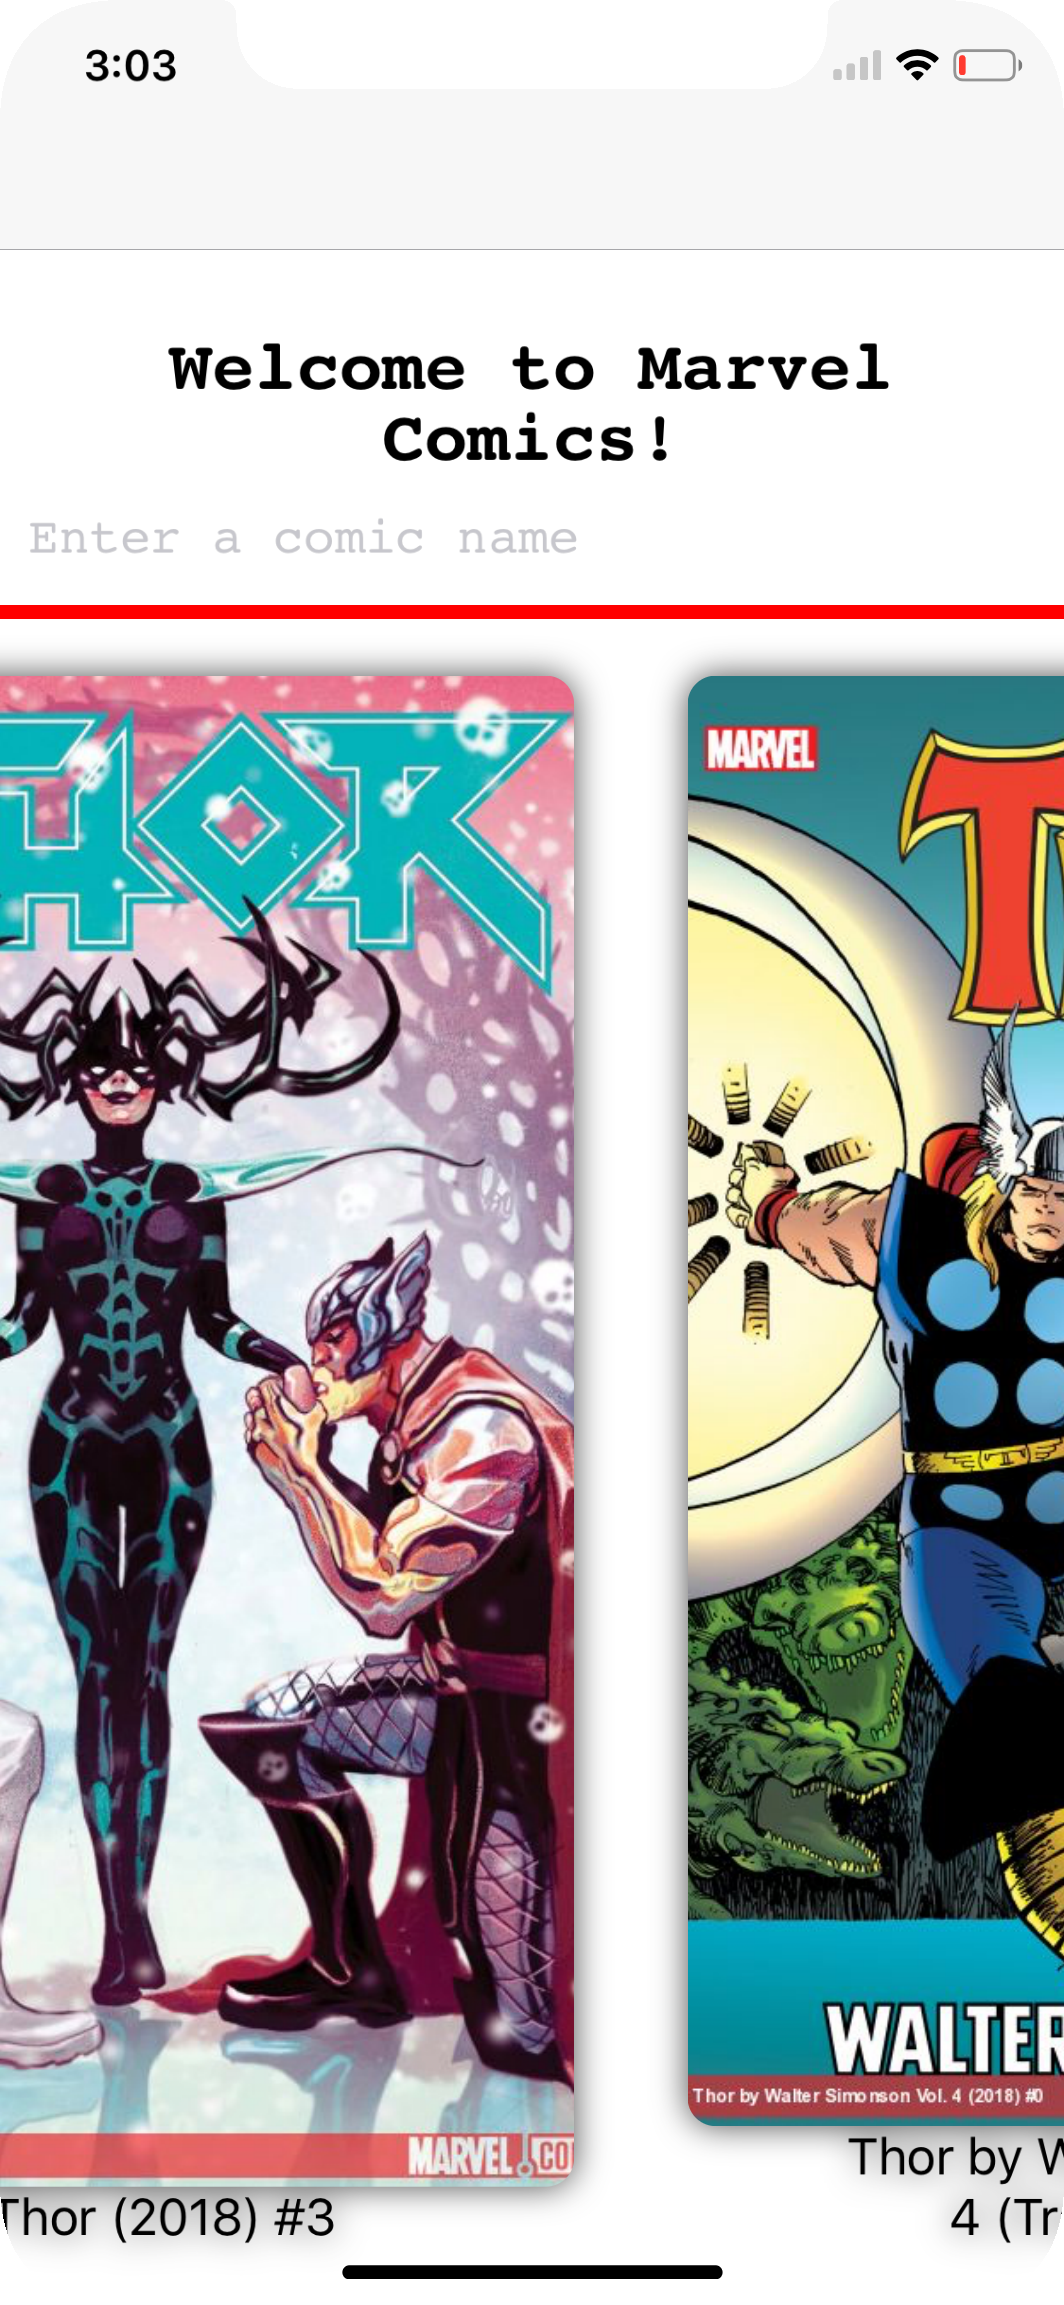 3:03
Welcome to Marvel
Comics!
Enter a comic name
MARVEL
WALTER
Thor by Walter Simonson Vol. 4 (2018) #0
MARVEL
Thor (2018) #3
Thor by
4 (Tr